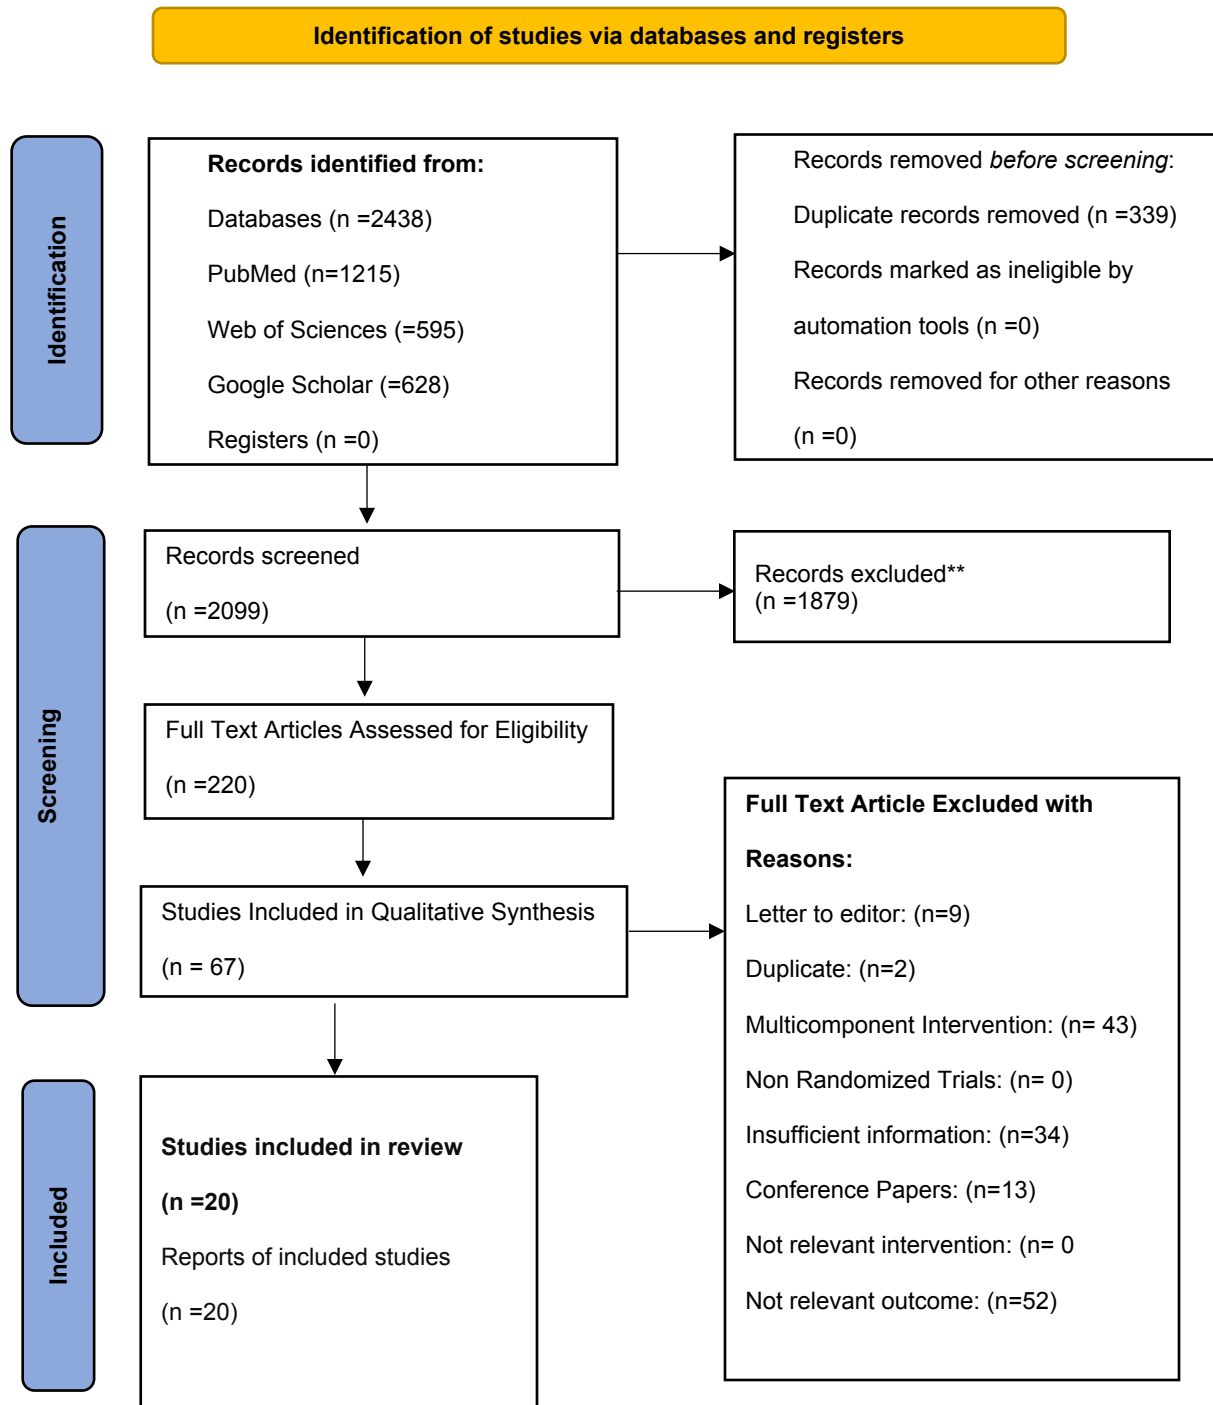 Identification of studies via databases and registers
Identification
Records identified from:
Databases (n =2438)
PubMed (n=1215)
Web of Sciences (=595)
Google Scholar (=628)
Registers (n =0)
Records removed before screening:
Duplicate records removed (n =339)
Records marked as ineligible by
automation tools (n =0)
Records removed for other reasons
(n =0)
Screening
Records screened
(n =2099)
Records excluded**
(n =1879)
Full Text Articles Assessed for Eligibility
(n =220)
Studies Included in Qualitative Synthesis
(n = 67)
Full Text Article Excluded with
Reasons:
Letter to editor: (n=9)
Duplicate: (n=2)
Multicomponent Intervention: (n= 43)
Non Randomized Trials: (n= 0)
Insufficient information: (n=34)
Conference Papers: (n=13)
Not relevant intervention: (n= 0
Not relevant outcome: (n=52)
Included
Studies included in review
(n =20)
Reports of included studies
(n =20)